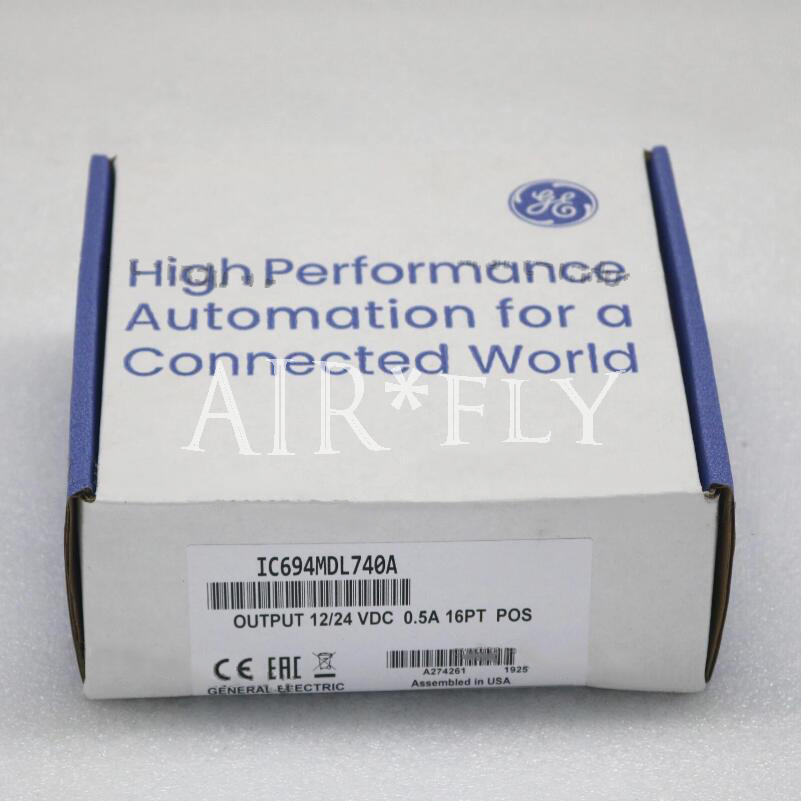 GE
High Performance
Automation for a
Connected World
AIR*FLY
IC694MDL740A
OUTPUT 12/24 VDC 0.5A 16PT POS
CE EAC
A274261 1925
GENERAL ELECTRIC
Assembled in USA